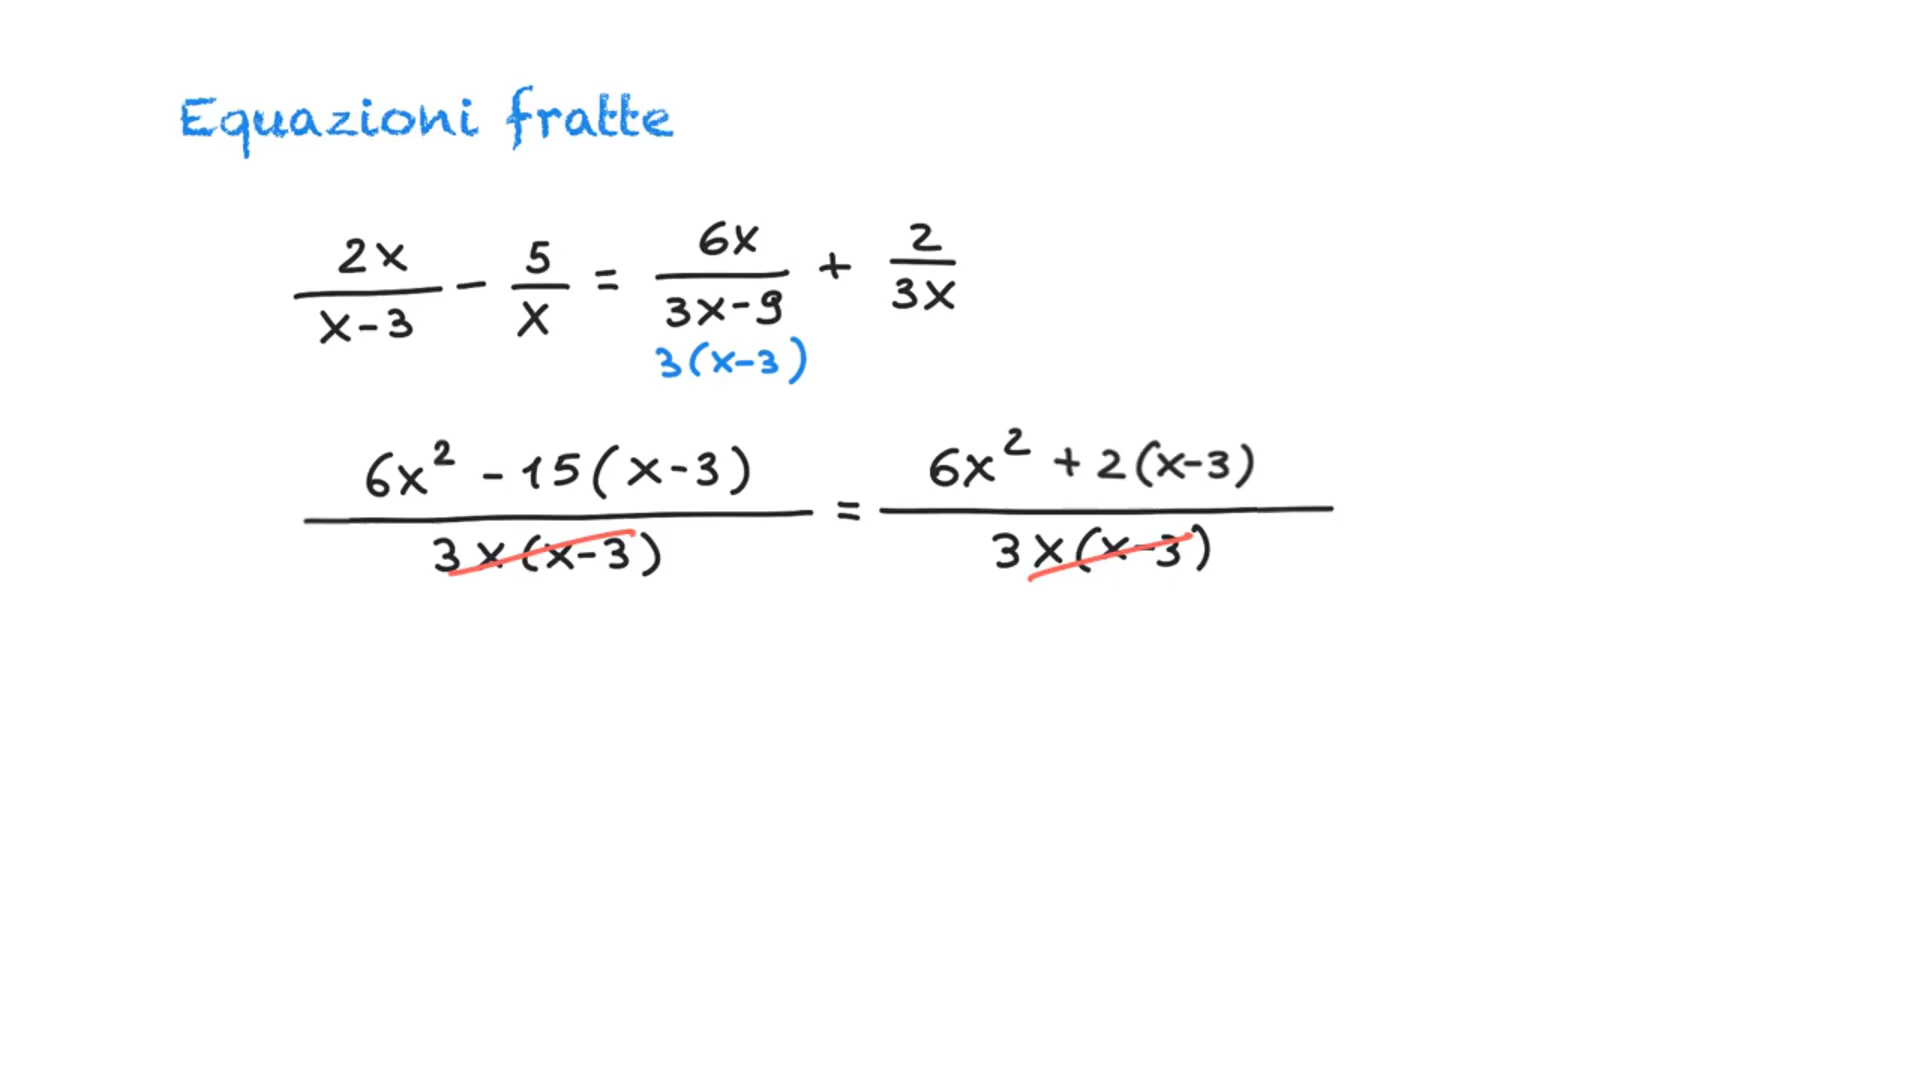 Equazioni fratte
2x/(x-3) - 5/x = 6x/(3x-9) + 2/(3x)
3(x-3)
(6x² - 15(x-3))/(3x(x-3)) = (6x² + 2(x-3))/(3x(x-3))